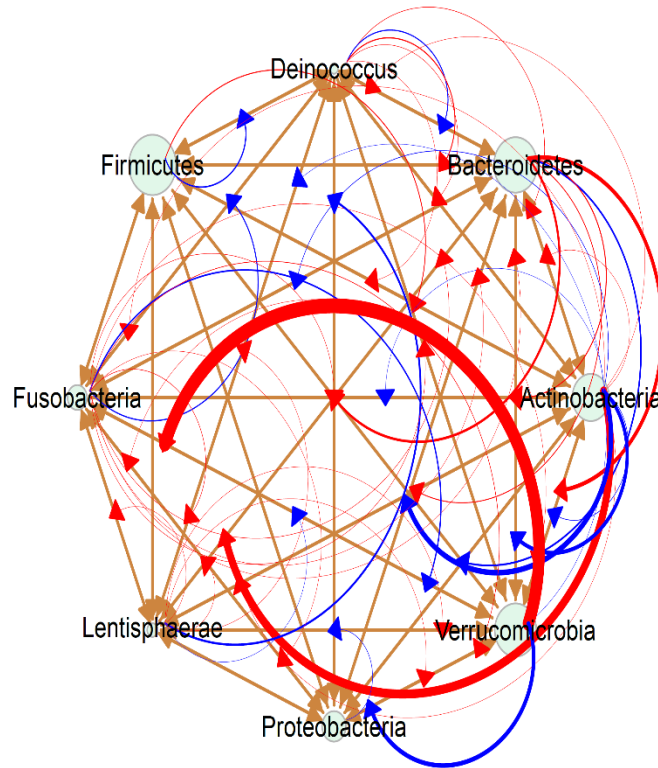 Deinococcus
Firmicutes
Bacteroidetes
Fusobacteria
Actinobacteria
Lentisphaerae
Verrucomicrobia
Proteobacteria